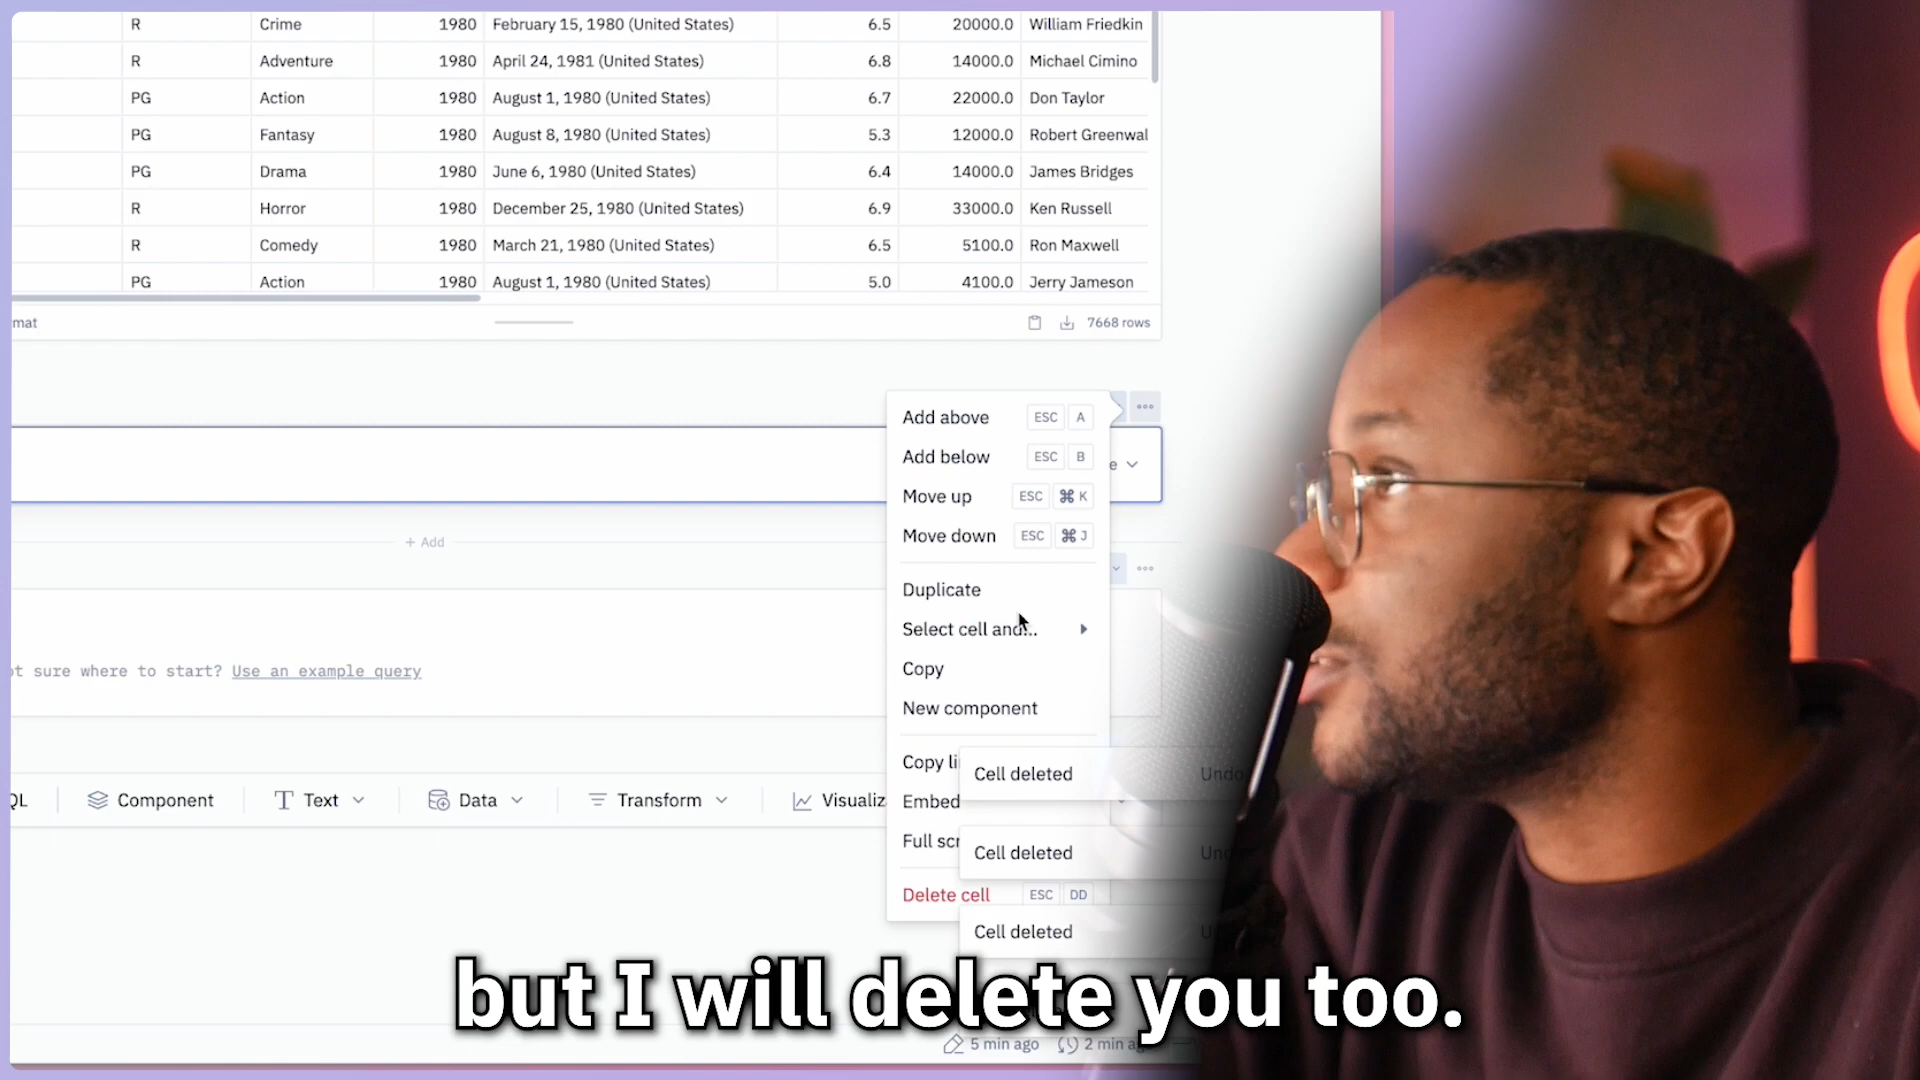 R Crime 1980 February 15, 1980 (United States) 6.5 20000.0 William Friedkin
R Adventure 1980 April 24, 1981 (United States) 6.8 14000.0 Michael Cimino
PG Action 1980 August 1, 1980 (United States) 6.7 22000.0 Don Taylor
PG Fantasy 1980 August 8, 1980 (United States) 5.3 12000.0 Robert Greenwal
PG Drama 1980 June 6, 1980 (United States) 6.4 14000.0 James Bridges
R Horror 1980 December 25, 1980 (United States) 6.9 33000.0 Ken Russell
R Comedy 1980 March 21, 1980 (United States) 6.5 5100.0 Ron Maxwell
PG Action 1980 August 1, 1980 (United States) 5.0 4100.0 Jerry Jameson
mat 7668 rows
Add above ESC A
Add below ESC B
e
Move up ESC ⌘ K
Move down ESC ⌘ J
+ Add
Duplicate
Select cell and...
ot sure where to start? Use an example query
Copy
New component
Copy li
Cell deleted Undo
QL Component Text Data Transform Visualiz
Embed
Full scr
Cell deleted Und
Delete cell ESC DD
Cell deleted U
but I will delete you too.
5 min ago 2 min ag